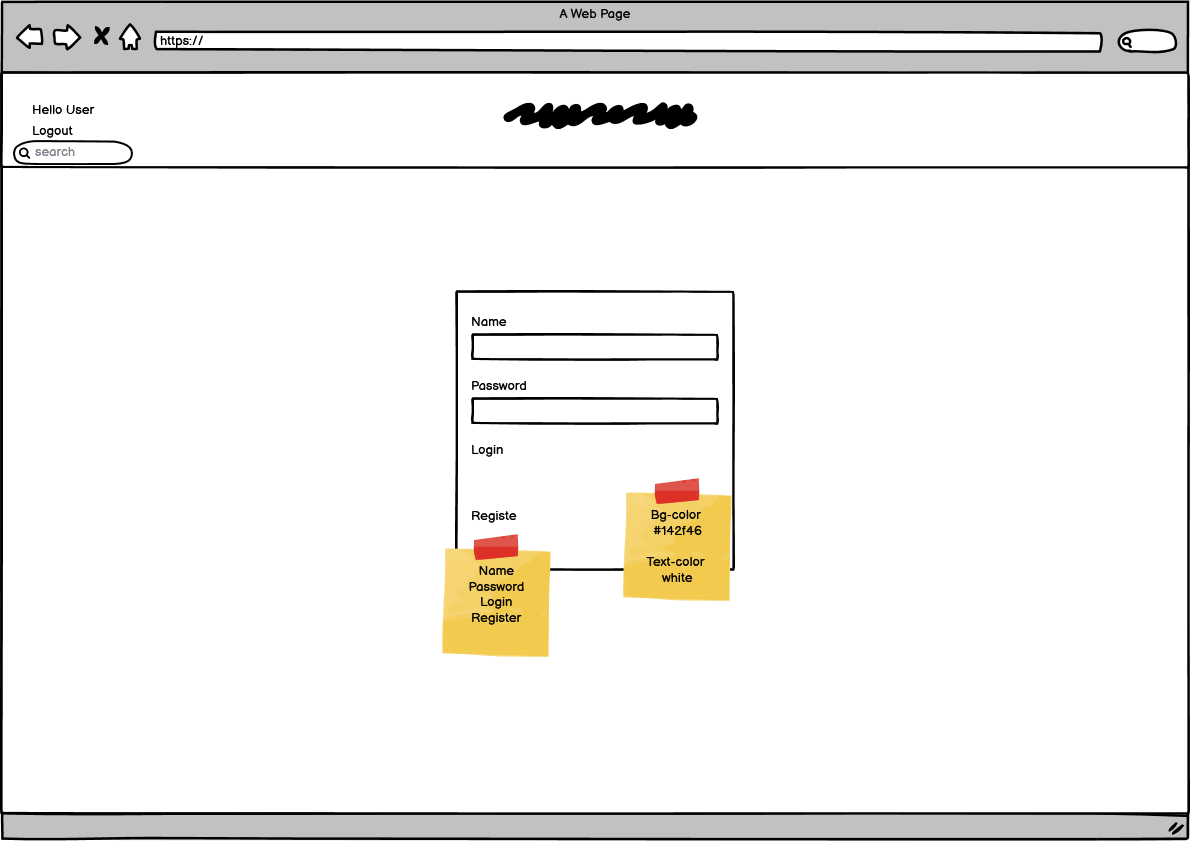 A Web Page
https://
Hello User
Logout
search
Name
Password
Login
Registe
Bg-color
#142f46
Text-color
white
Name
Password
Login
Register